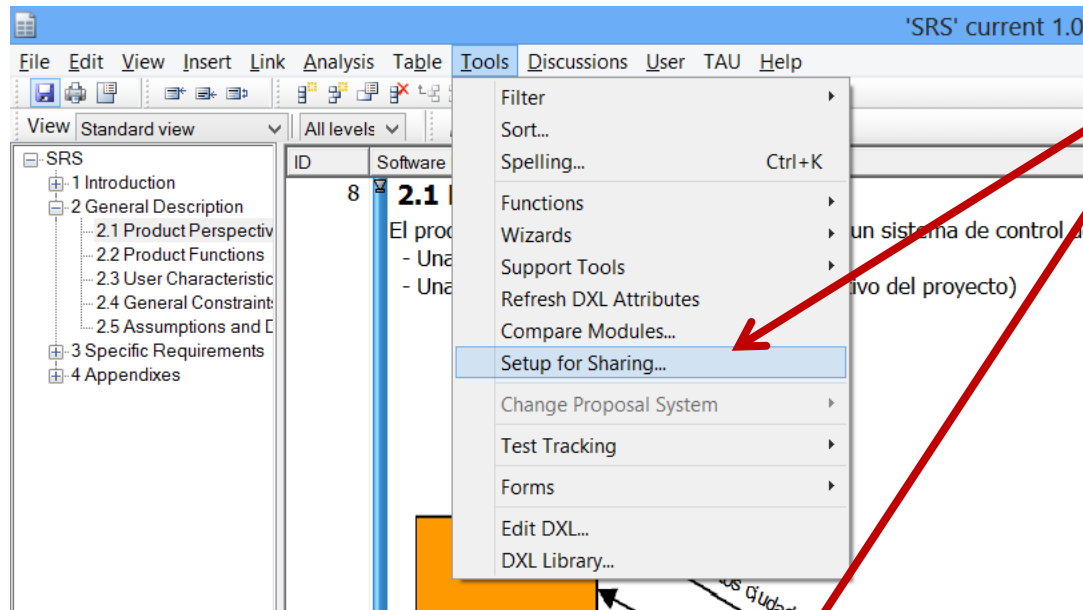 'SRS' current 1.0
File Edit View Insert Link Analysis Table Tools Discussions User TAU Help
View Standard view All levels
SRS
1 Introduction
2 General Description
2.1 Product Perspectiv
2.2 Product Functions
2.3 User Characteristic
2.4 General Constraint
2.5 Assumptions and D
3 Specific Requirements
4 Appendixes
ID Software
8 2.1
El proc un sistema de control
- Una
- Una tivo del proyecto)
Filter
Sort...
Spelling... Ctrl+K
Functions
Wizards
Support Tools
Refresh DXL Attributes
Compare Modules...
Setup for Sharing...
Change Proposal System
Test Tracking
Forms
Edit DXL...
DXL Library...